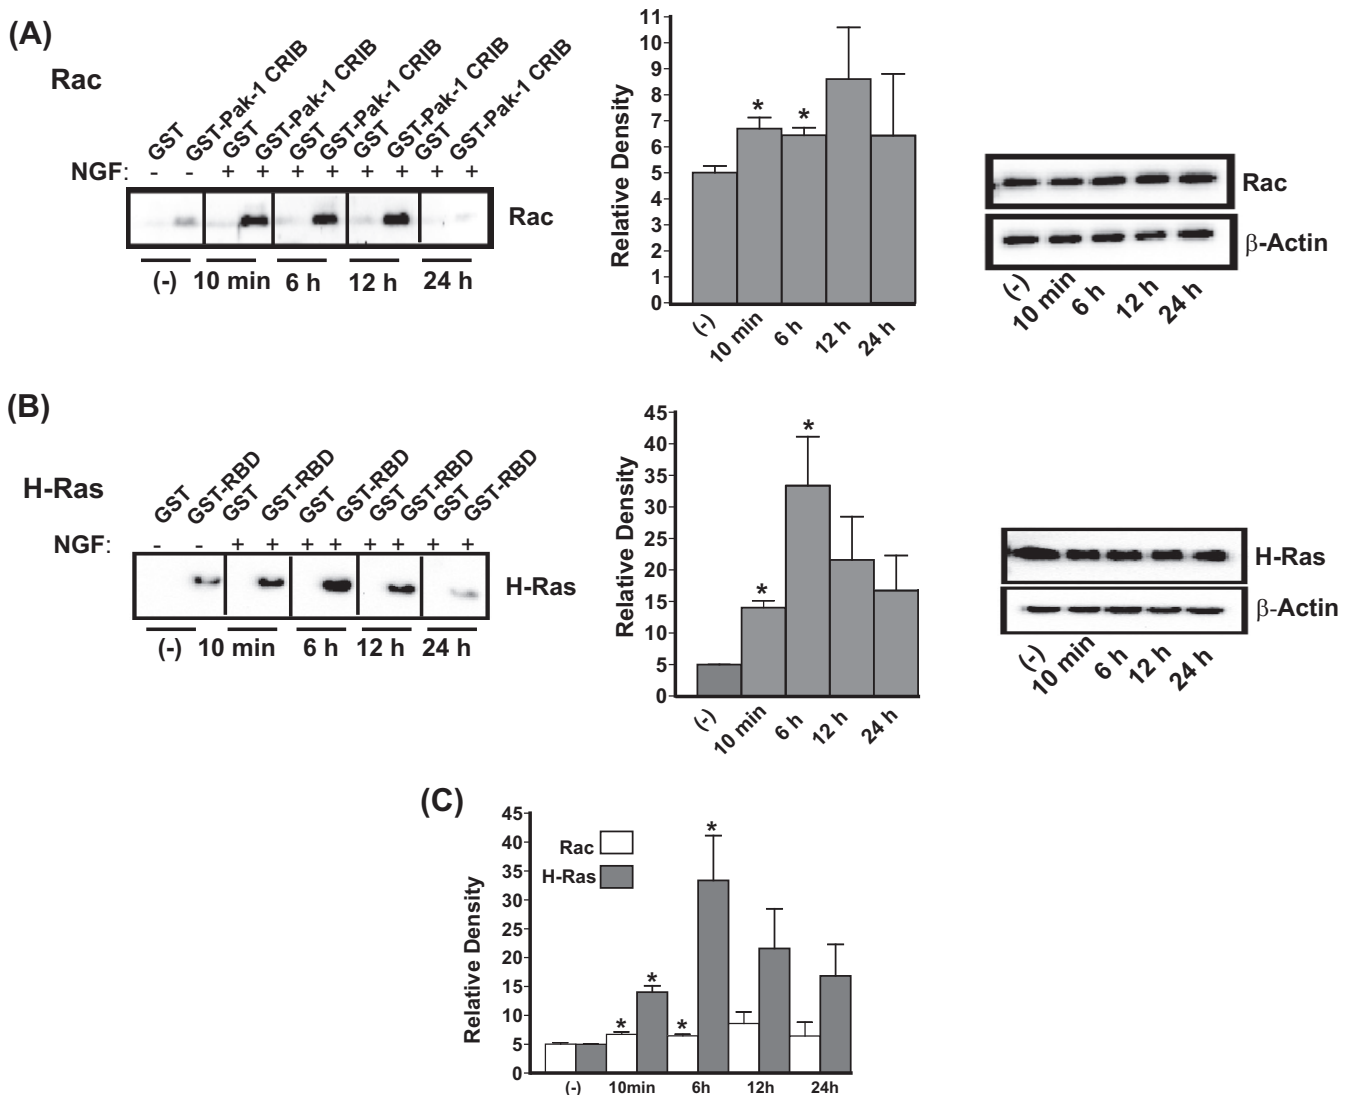 (A)
Rac
GST GST-Pak-1 CRIB GST GST-Pak-1 CRIB GST GST-Pak-1 CRIB GST GST-Pak-1 CRIB GST GST-Pak-1 CRIB
NGF: - - + + + + + + + +
Rac
(-) 10 min 6 h 12 h 24 h
Relative Density
11
10
9
8
7
6
5
4
3
2
1
0
* *
(-) 10 min 6 h 12 h 24 h
Rac
β-Actin
(-) 10 min 6 h 12 h 24 h
(B)
H-Ras
GST GST-RBD GST GST-RBD GST GST-RBD GST GST-RBD GST GST-RBD
NGF: - - + + + + + + + +
H-Ras
(-) 10 min 6 h 12 h 24 h
Relative Density
45
40
35
30
25
20
15
10
5
0
* *
(-) 10 min 6 h 12 h 24 h
H-Ras
β-Actin
(-) 10 min 6 h 12 h 24 h
(C)
Relative Density
45
40
35
30
25
20
15
10
5
0
Rac
H-Ras
* * * *
(-) 10min 6h 12h 24h